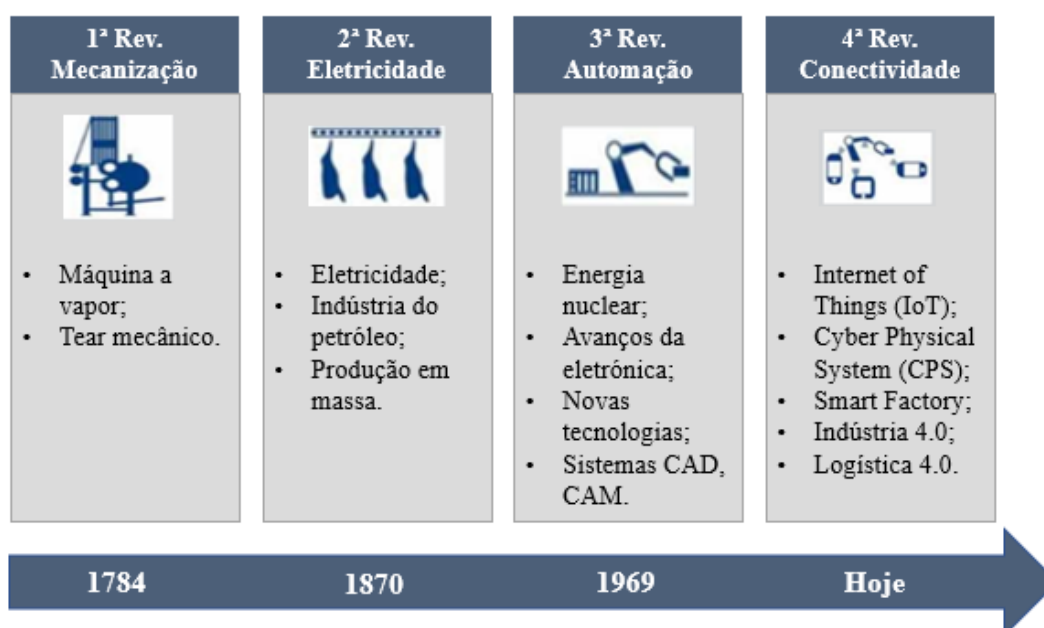 1ª Rev.
Mecanização
• Máquina a
vapor;
• Tear mecânico.
2ª Rev.
Eletricidade
• Eletricidade;
• Indústria do
petróleo;
• Produção em
massa.
3ª Rev.
Automação
• Energia
nuclear;
• Avanços da
eletrónica;
• Novas
tecnologias;
• Sistemas CAD,
CAM.
4ª Rev.
Conectividade
• Internet of
Things (IoT);
• Cyber Physical
System (CPS);
• Smart Factory;
• Indústria 4.0;
• Logística 4.0.
1784
1870
1969
Hoje